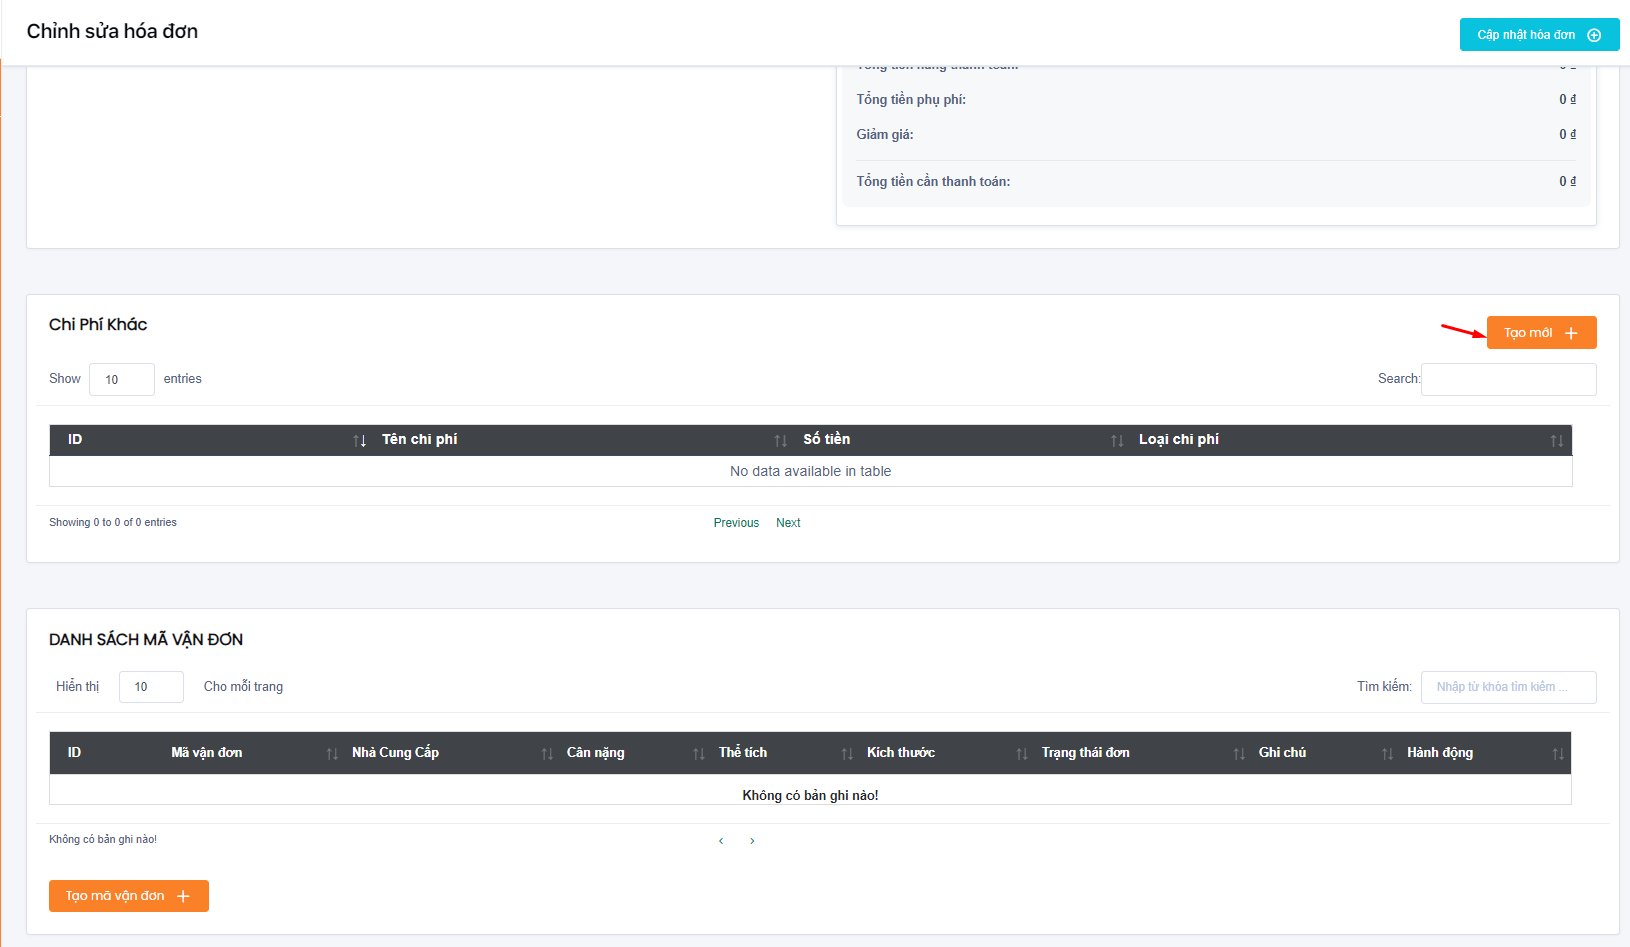 Chỉnh sửa hóa đơn
Cập nhật hóa đơn
Tổng tiền phụ phí: 0 ₫
Giảm giá: 0 ₫
Tổng tiền cần thanh toán: 0 ₫
Chi Phí Khác
Tạo mới
Show 10 entries
Search:
ID Tên chi phí Số tiền Loại chi phí
No data available in table
Showing 0 to 0 of 0 entries
Previous Next
DANH SÁCH MÃ VẬN ĐƠN
Hiển thị 10 Cho mỗi trang
Tìm kiếm: Nhập từ khóa tìm kiếm ...
ID Mã vận đơn Nhà Cung Cấp Cân nặng Thể tích Kích thước Trạng thái đơn Ghi chú Hành động
Không có bản ghi nào!
Không có bản ghi nào!
Tạo mã vận đơn